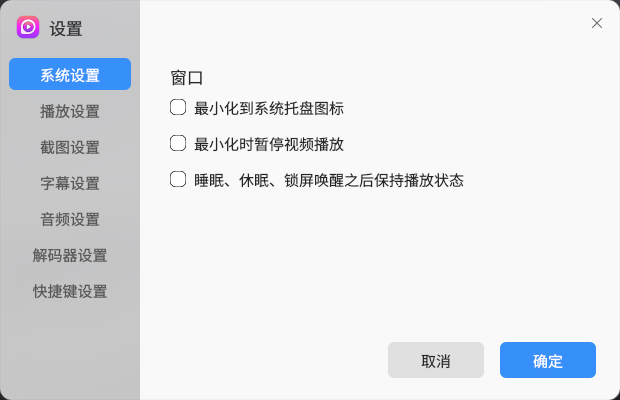 设置
系统设置
播放设置
截图设置
字幕设置
音频设置
解码器设置
快捷键设置
窗口
最小化到系统托盘图标
最小化时暂停视频播放
睡眠、休眠、锁屏唤醒之后保持播放状态
取消
确定